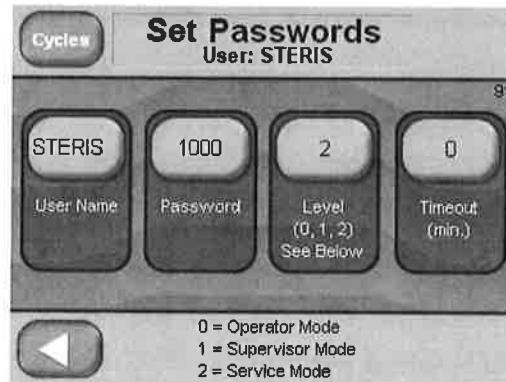 Cycles
Set Passwords
User: STERIS
9
STERIS
1000
2
0
User Name
Password
Level
(0, 1, 2)
See Below
Timeout
(min.)
0 = Operator Mode
1 = Supervisor Mode
2 = Service Mode